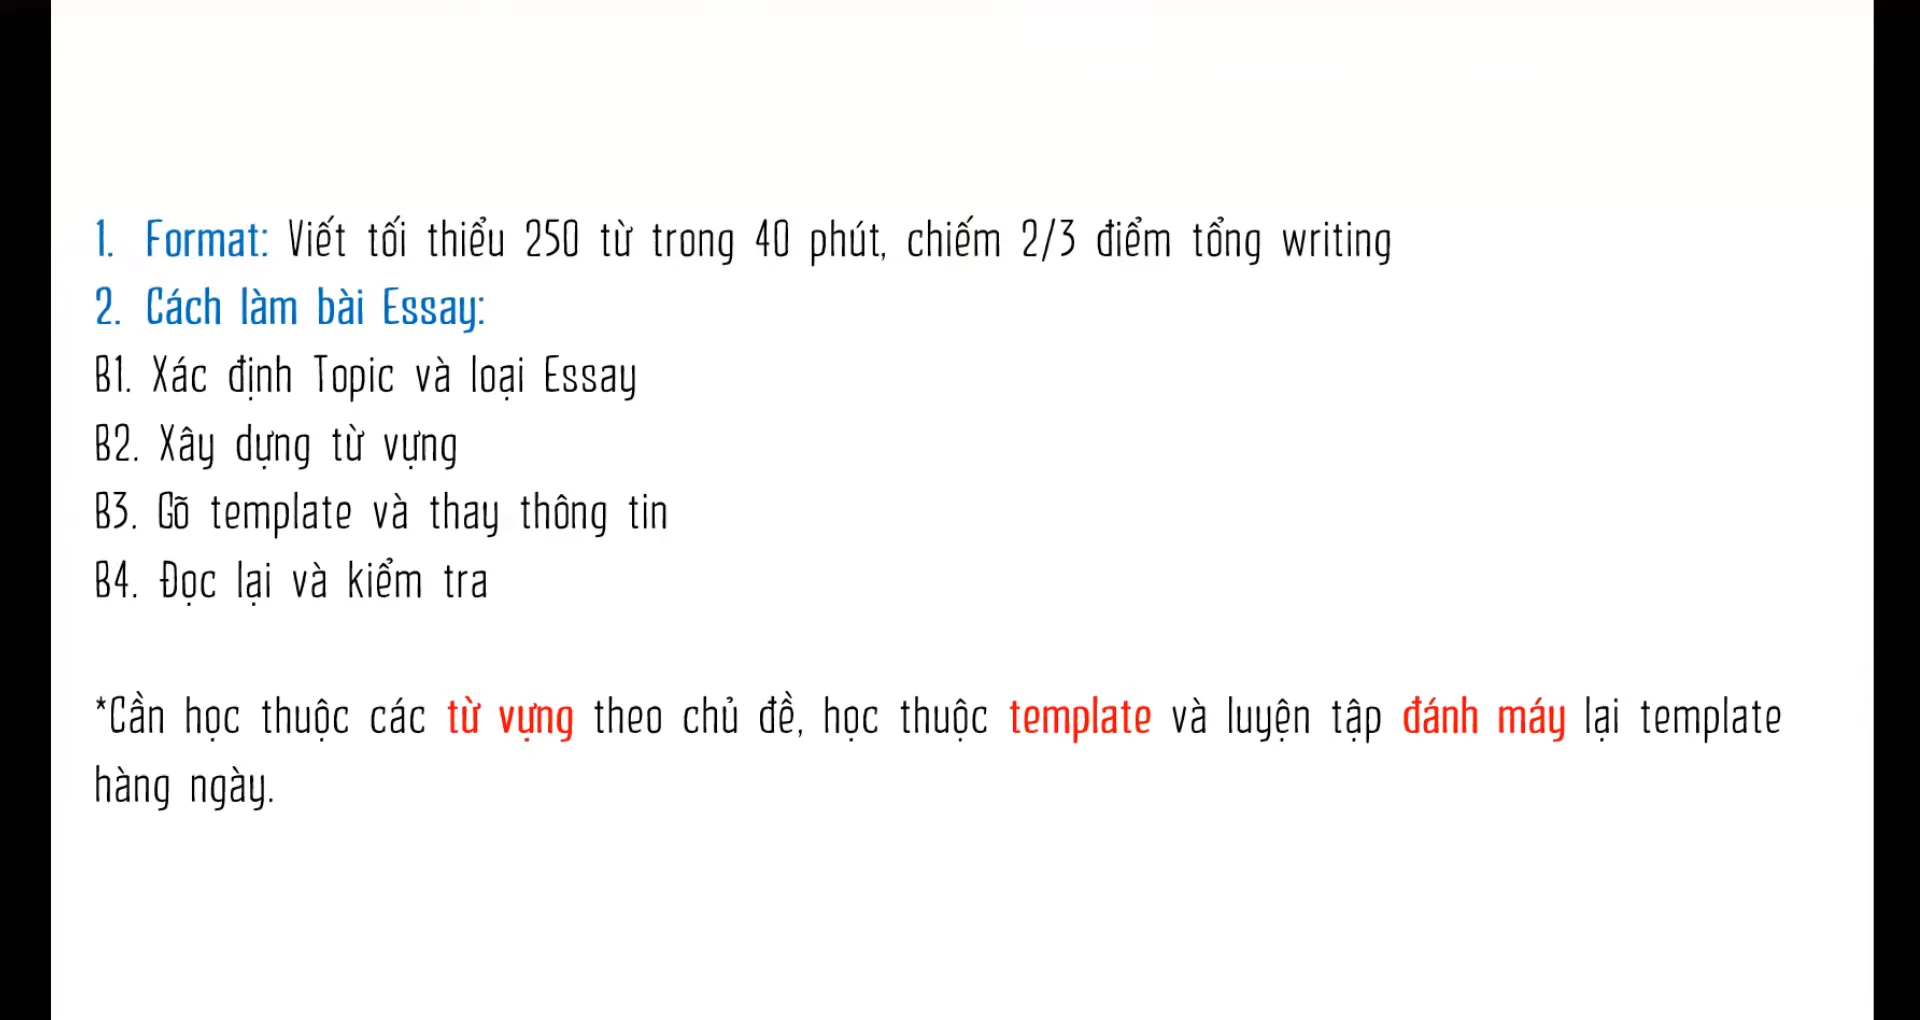 1. Format: Viết tối thiểu 250 từ trong 40 phút, chiếm 2/3 điểm tổng writing
2. Cách làm bài Essay:
B1. Xác định Topic và loại Essay
B2. Xây dựng từ vựng
B3. Gõ template và thay thông tin
B4. Đọc lại và kiểm tra
*Cần học thuộc các từ vựng theo chủ đề, học thuộc template và luyện tập đánh máy lại template
hàng ngày.